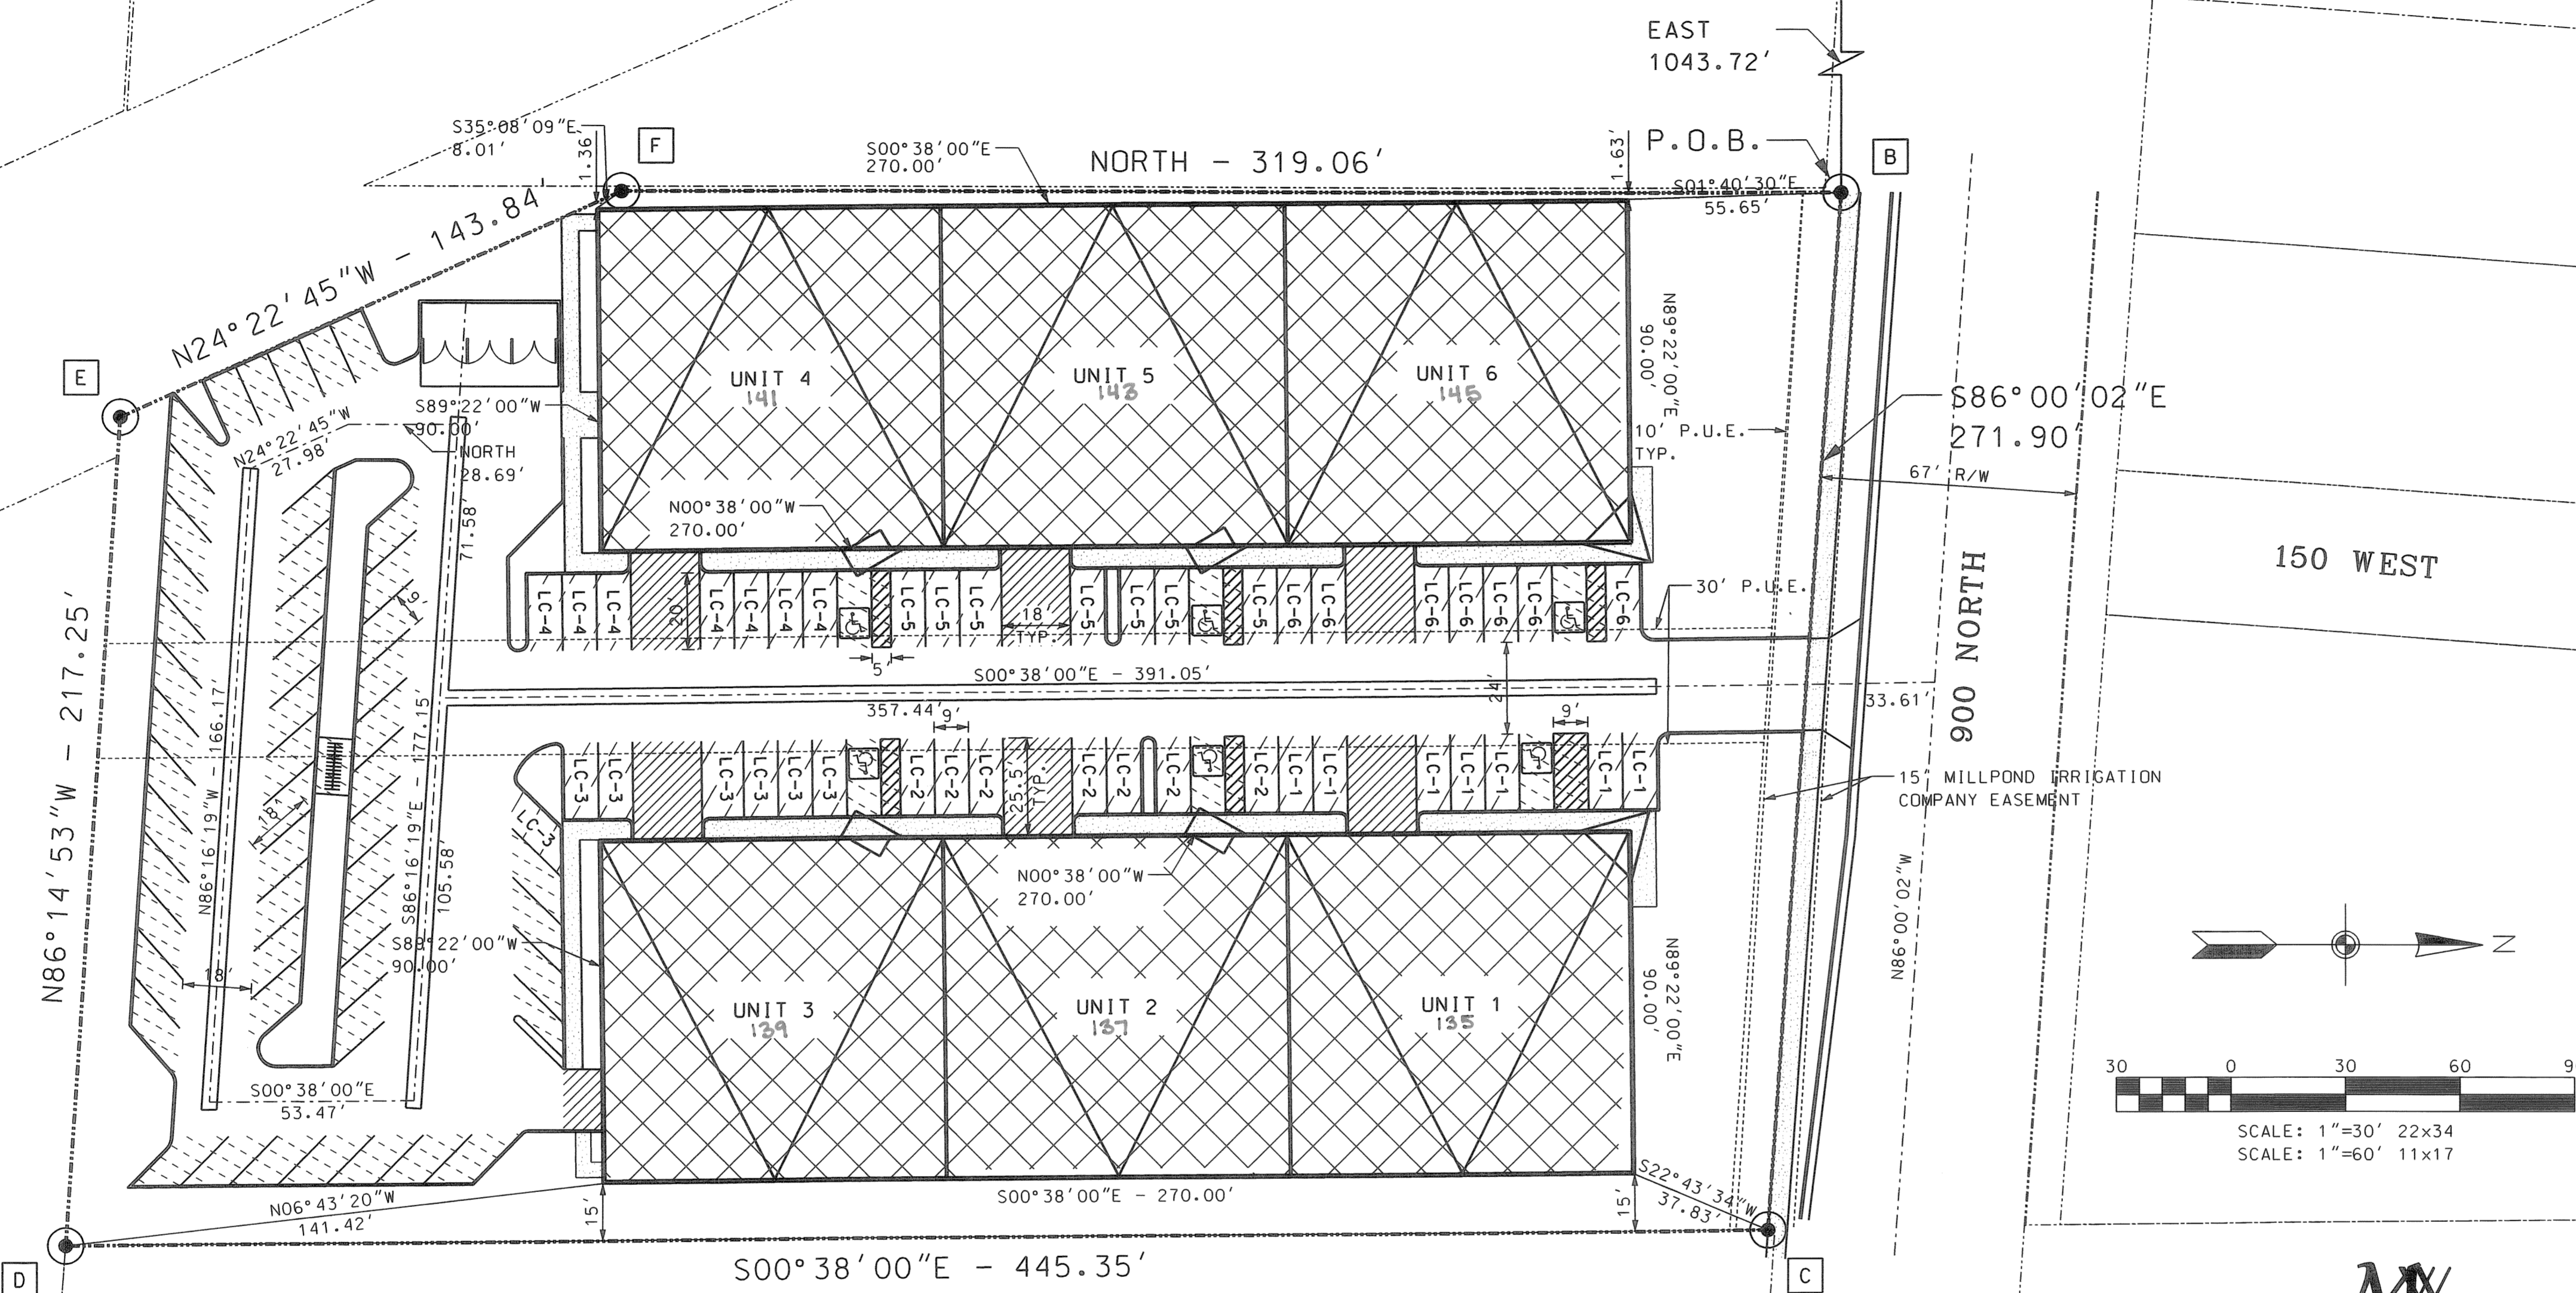 EAST
1043.72'
P.O.B.
B
S35°08'09"E
8.01'
1.36'
F
S00°38'00"E
270.00'
NORTH - 319.06'
1.63'
S01°40'30"E
55.65'
N24°22'45"W - 143.84'
E
UNIT 4
141
UNIT 5
143
UNIT 6
145
N89°22'00"E
90.00'
10' P.U.E.
TYP.
S86°00'02"E
271.90'
67' R/W
S89°22'00"W
90.00'
N24°22'45"W
27.98'
NORTH
28.69'
71.58'
N00°38'00"W
270.00'
9'
LC-4
LC-4
LC-4
20'
LC-4
LC-4
LC-4
LC-4
LC-5
LC-5
LC-5
18'
TYP.
LC-5
LC-5
LC-5
LC-5
LC-6
LC-6
LC-6
LC-6
LC-6
LC-6
LC-6
5'
30' P.U.E.
150 WEST
900 NORTH
S00°38'00"E - 391.05'
357.44'
24'
33.61'
9'
9'
N86°14'53"W - 217.25'
N86°16'19"W - 166.17
S86°16'19"E - 177.15
105.58'
18'
18'
LC-3
LC-3
LC-3
LC-3
LC-3
LC-3
LC-2
LC-2
LC-2
25.5'
TYP.
LC-2
LC-2
LC-2
LC-2
LC-1
LC-1
LC-1
LC-1
LC-1
LC-1
LC-1
15' MILLPOND IRRIGATION
COMPANY EASEMENT
N86°00'02"W
N00°38'00"W
270.00'
S89°22'00"W
90.00'
N89°22'00"E
90.00'
UNIT 3
139
UNIT 2
137
UNIT 1
135
N
S00°38'00"E
53.47'
30 0 30 60 9
SCALE: 1"=30' 22x34
SCALE: 1"=60' 11x17
N06°43'20"W
141.42'
15'
S00°38'00"E - 270.00'
15'
S22°43'34"W
37.83'
D
S00°38'00"E - 445.35'
C